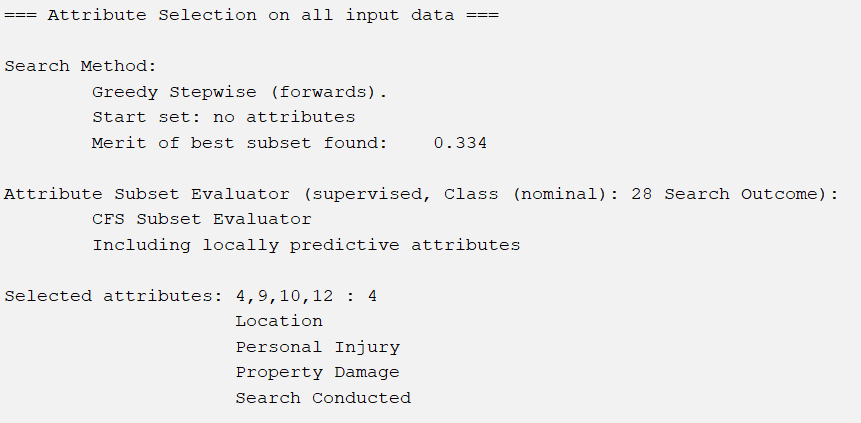 === Attribute Selection on all input data ===
Search Method:
Greedy Stepwise (forwards).
Start set: no attributes
Merit of best subset found: 0.334
Attribute Subset Evaluator (supervised, Class (nominal): 28 Search Outcome):
CFS Subset Evaluator
Including locally predictive attributes
Selected attributes: 4,9,10,12 : 4
Location
Personal Injury
Property Damage
Search Conducted